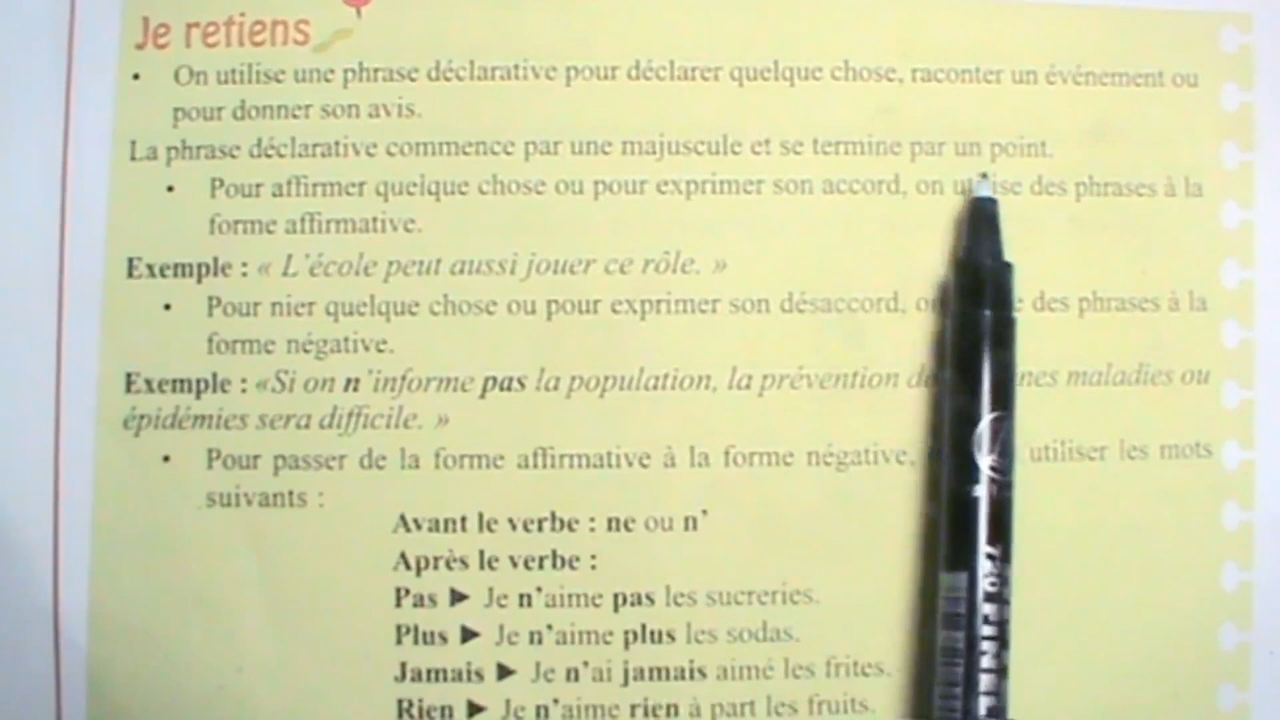 Je retiens
• On utilise une phrase déclarative pour déclarer quelque chose, raconter un événement ou
pour donner son avis.
La phrase déclarative commence par une majuscule et se termine par un point.
• Pour affirmer quelque chose ou pour exprimer son accord, on utilise des phrases à la
forme affirmative.
Exemple : « L'école peut aussi jouer ce rôle. »
• Pour nier quelque chose ou pour exprimer son désaccord, des phrases à la
forme négative.
Exemple : «Si on n'informe pas la population, la prévention maladies ou
épidémies sera difficile. »
• Pour passer de la forme affirmative à la forme négative, utiliser les mots
suivants :
Avant le verbe : ne ou n'
Après le verbe :
Pas ► Je n'aime pas les sucreries.
Plus ► Je n'aime plus les sodas.
Jamais ► Je n'ai jamais aimé les frites.
Rien ► Je n'aime rien à part les fruits.